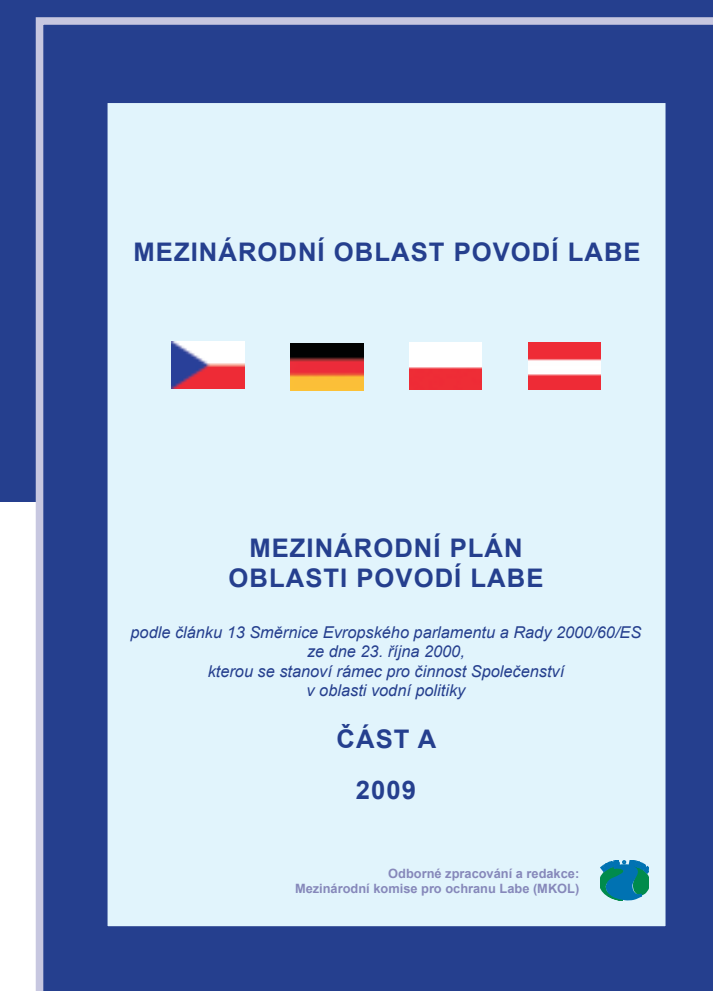 MEZINÁRODNÍ OBLAST POVODÍ LABE
MEZINÁRODNÍ PLÁN
OBLASTI POVODÍ LABE
podle článku 13 Směrnice Evropského parlamentu a Rady 2000/60/ES
ze dne 23. října 2000,
kterou se stanoví rámec pro činnost Společenství
v oblasti vodní politiky
ČÁST A
2009
Odborné zpracování a redakce:
Mezinárodní komise pro ochranu Labe (MKOL)